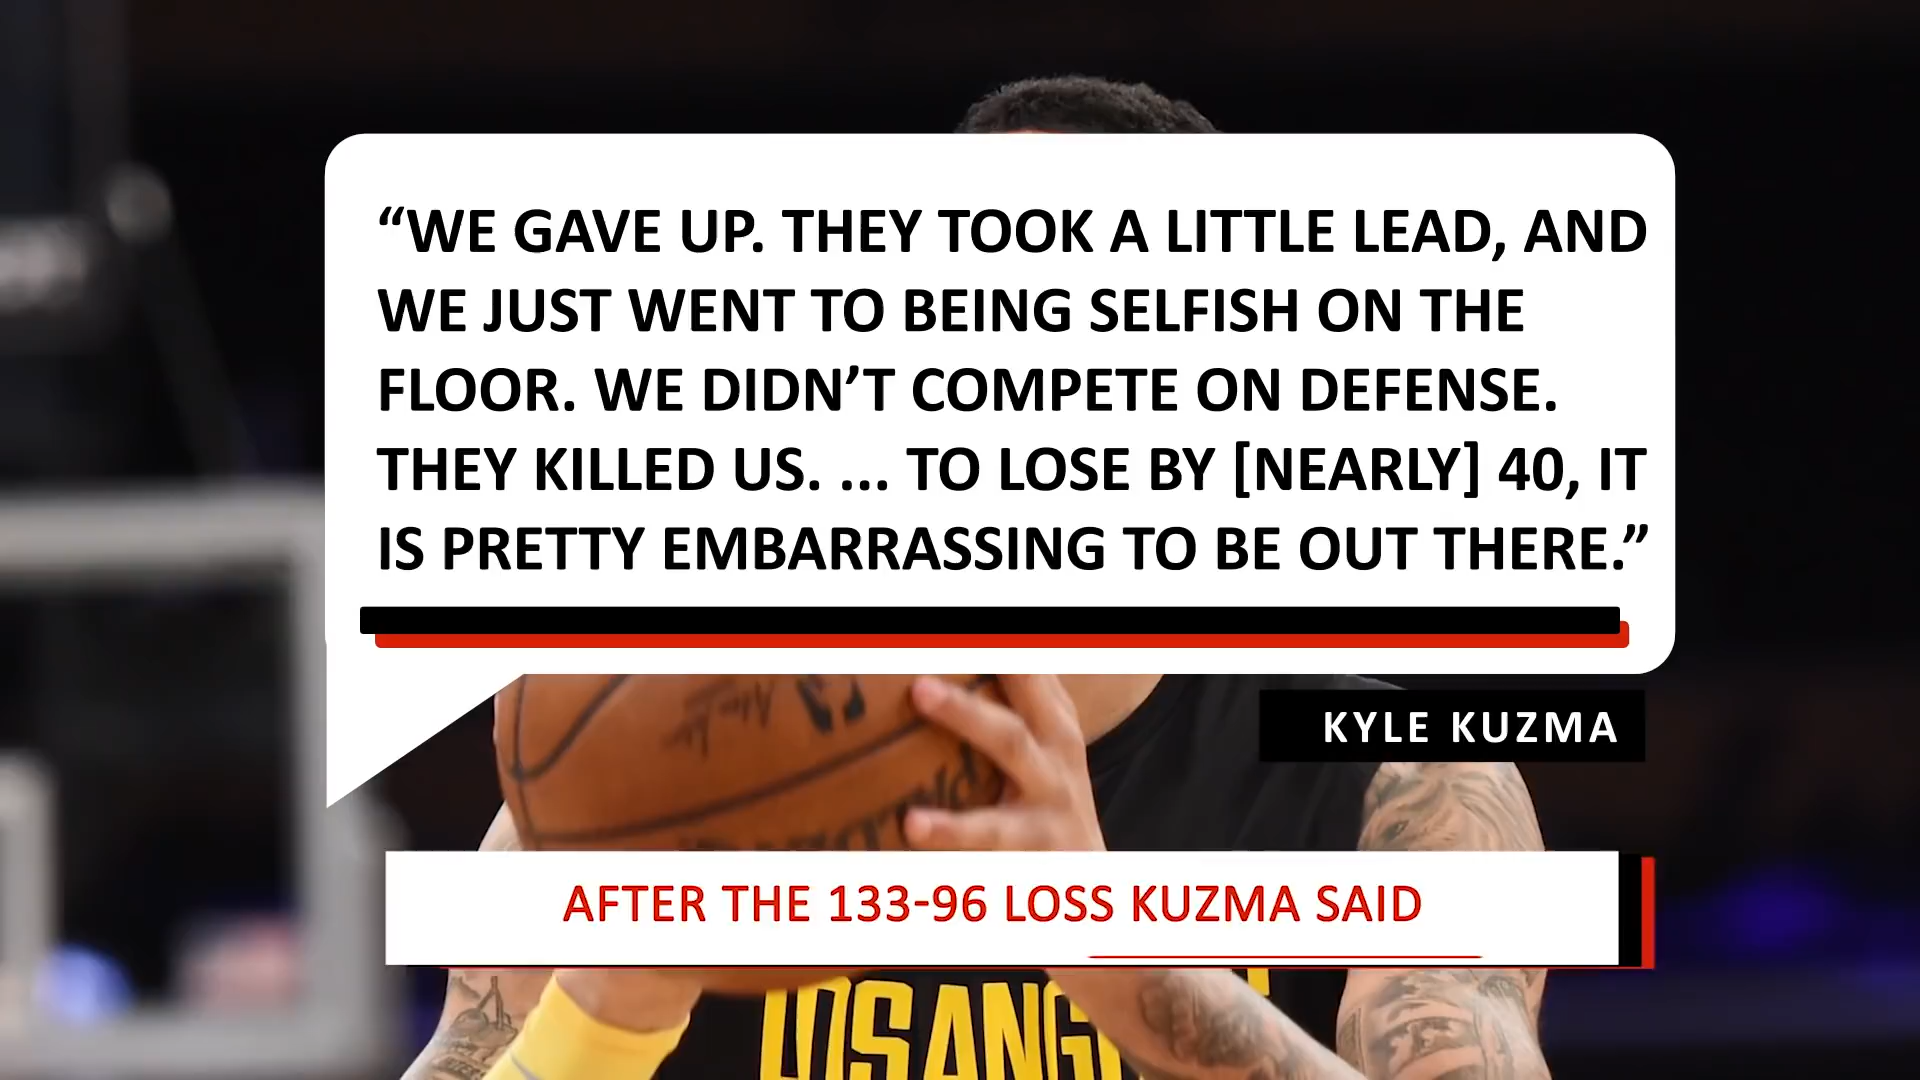 “WE GAVE UP. THEY TOOK A LITTLE LEAD, AND
WE JUST WENT TO BEING SELFISH ON THE
FLOOR. WE DIDN’T COMPETE ON DEFENSE.
THEY KILLED US. ... TO LOSE BY [NEARLY] 40, IT
IS PRETTY EMBARRASSING TO BE OUT THERE.”
KYLE KUZMA
AFTER THE 133-96 LOSS KUZMA SAID